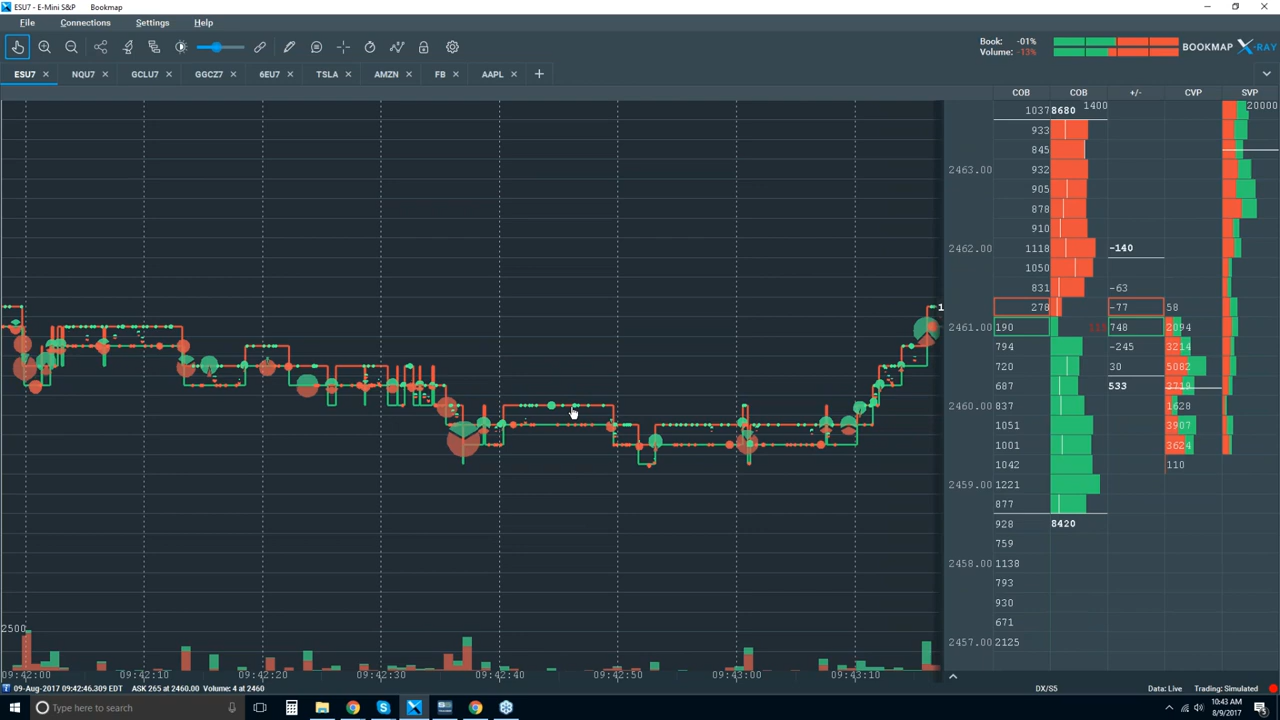 ESU7 - E-Mini S&P Bookmap
File Connections Settings Help
Book: -01%
Volume: -13%
BOOKMAP X-RAY
ESU7 × NQU7 × GCLU7 × GGCZ7 × 6EU7 × TSLA × AMZN × FB × AAPL × +
COB COB +/- CVP SVP
1037 8680 1400 20000
933
845
2463.00 932
905
878
910
2462.00 1118 -140
1050
831 -63
1 278 -77 58
2461.00 190 748 2094
794 -245 3214
720 30 5082
687 533 3719
2460.00 837 1628
1051 3907
1001 3624
1042 110
2459.00 1221
877
928 8420
759
2458.00 1138
793
930
2500 671
2457.00 2125
09:42:00 09:42:10 09:42:20 09:42:30 09:42:40 09:42:50 09:43:00 09:43:10
09-Aug-2017 09:42:46.309 EDT ASK 265 at 2460.00 Volume: 4 at 2460 DX/S5 Data: Live Trading: Simulated
Type here to search
10:43 AM
8/9/2017